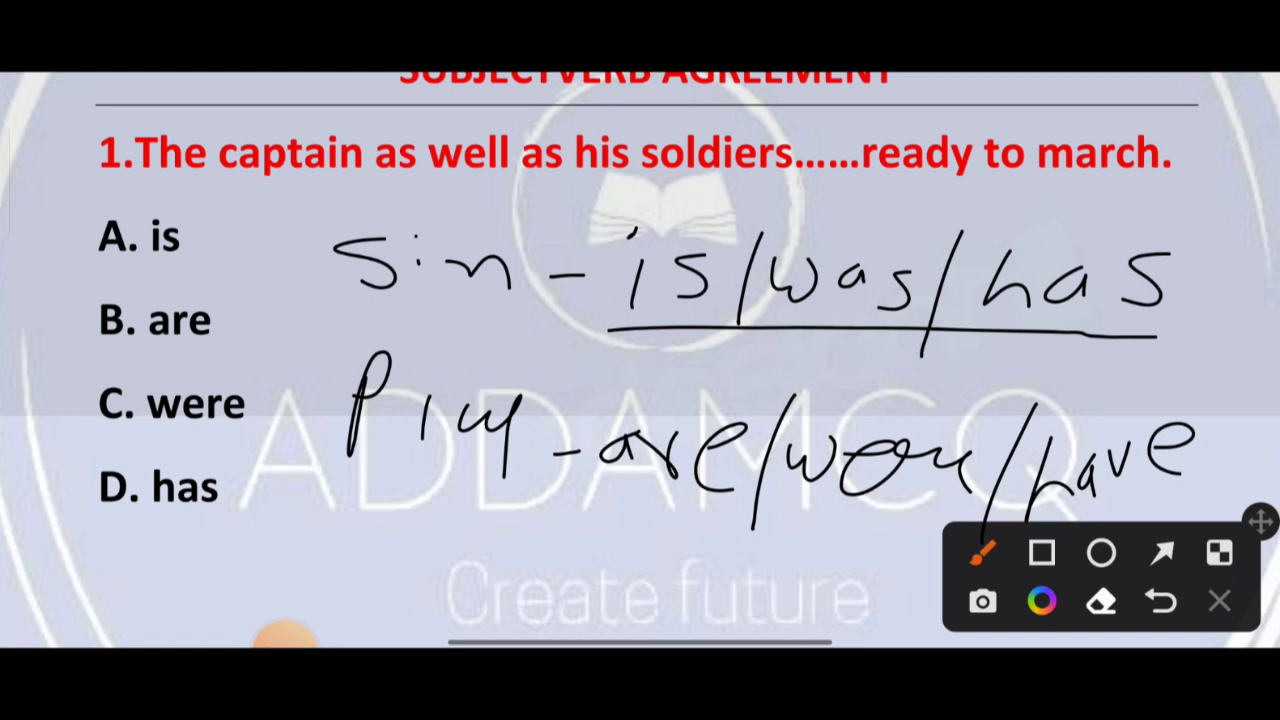 SUBJECTVERB AGREEMENT
1.The captain as well as his soldiers......ready to march.
A. is
Sin - is/was/has
B. are
C. were
Plu - are/were/have
D. has
ADDAMCQ
Create future